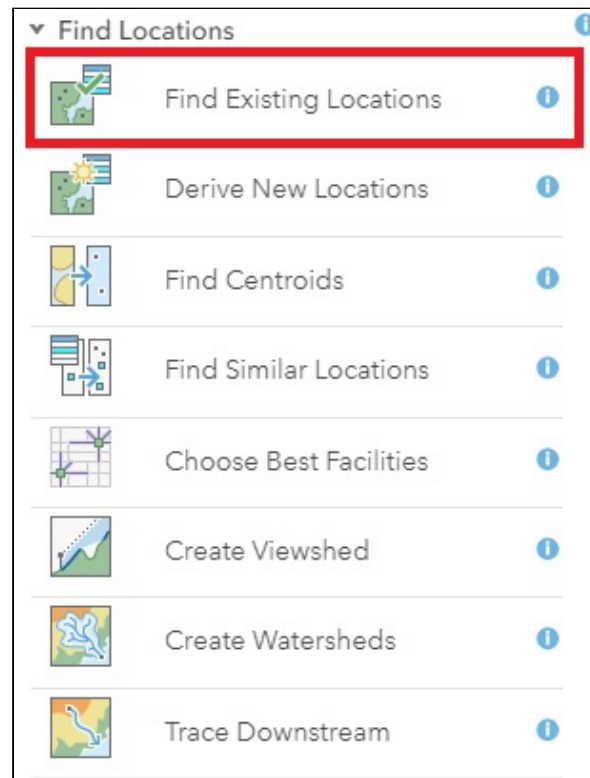 Find Locations
Find Existing Locations
Derive New Locations
Find Centroids
Find Similar Locations
Choose Best Facilities
Create Viewshed
Create Watersheds
Trace Downstream